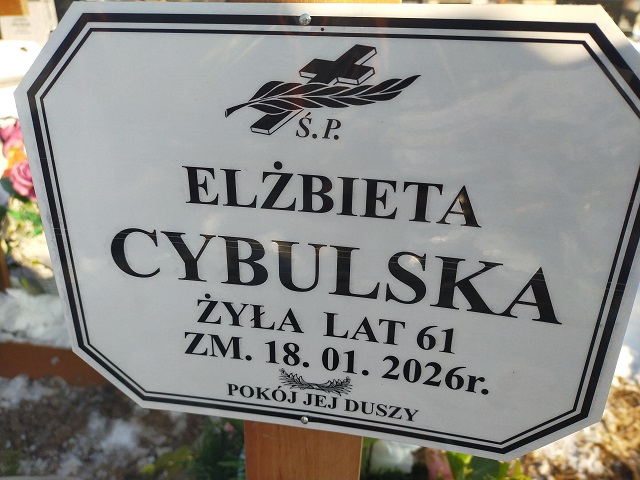 Ś.P.
ELŻBIETA
CYBULSKA
ŻYŁA LAT 61
ZM. 18. 01. 2026r.
POKÓJ JEJ DUSZY